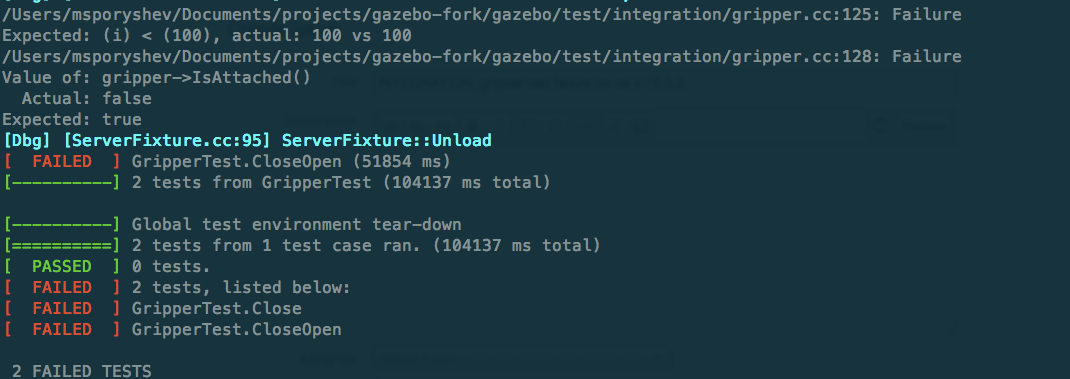 /Users/msporyshev/Documents/projects/gazebo-fork/gazebo/test/integration/gripper.cc:125: Failure
Expected: (i) < (100), actual: 100 vs 100
/Users/msporyshev/Documents/projects/gazebo-fork/gazebo/test/integration/gripper.cc:128: Failure
Value of: gripper->IsAttached()
  Actual: false
Expected: true
[Dbg] [ServerFixture.cc:95] ServerFixture::Unload
[  FAILED  ] GripperTest.CloseOpen (51854 ms)
[----------] 2 tests from GripperTest (104137 ms total)

[----------] Global test environment tear-down
[==========] 2 tests from 1 test case ran. (104137 ms total)
[  PASSED  ] 0 tests.
[  FAILED  ] 2 tests, listed below:
[  FAILED  ] GripperTest.Close
[  FAILED  ] GripperTest.CloseOpen

 2 FAILED TESTS